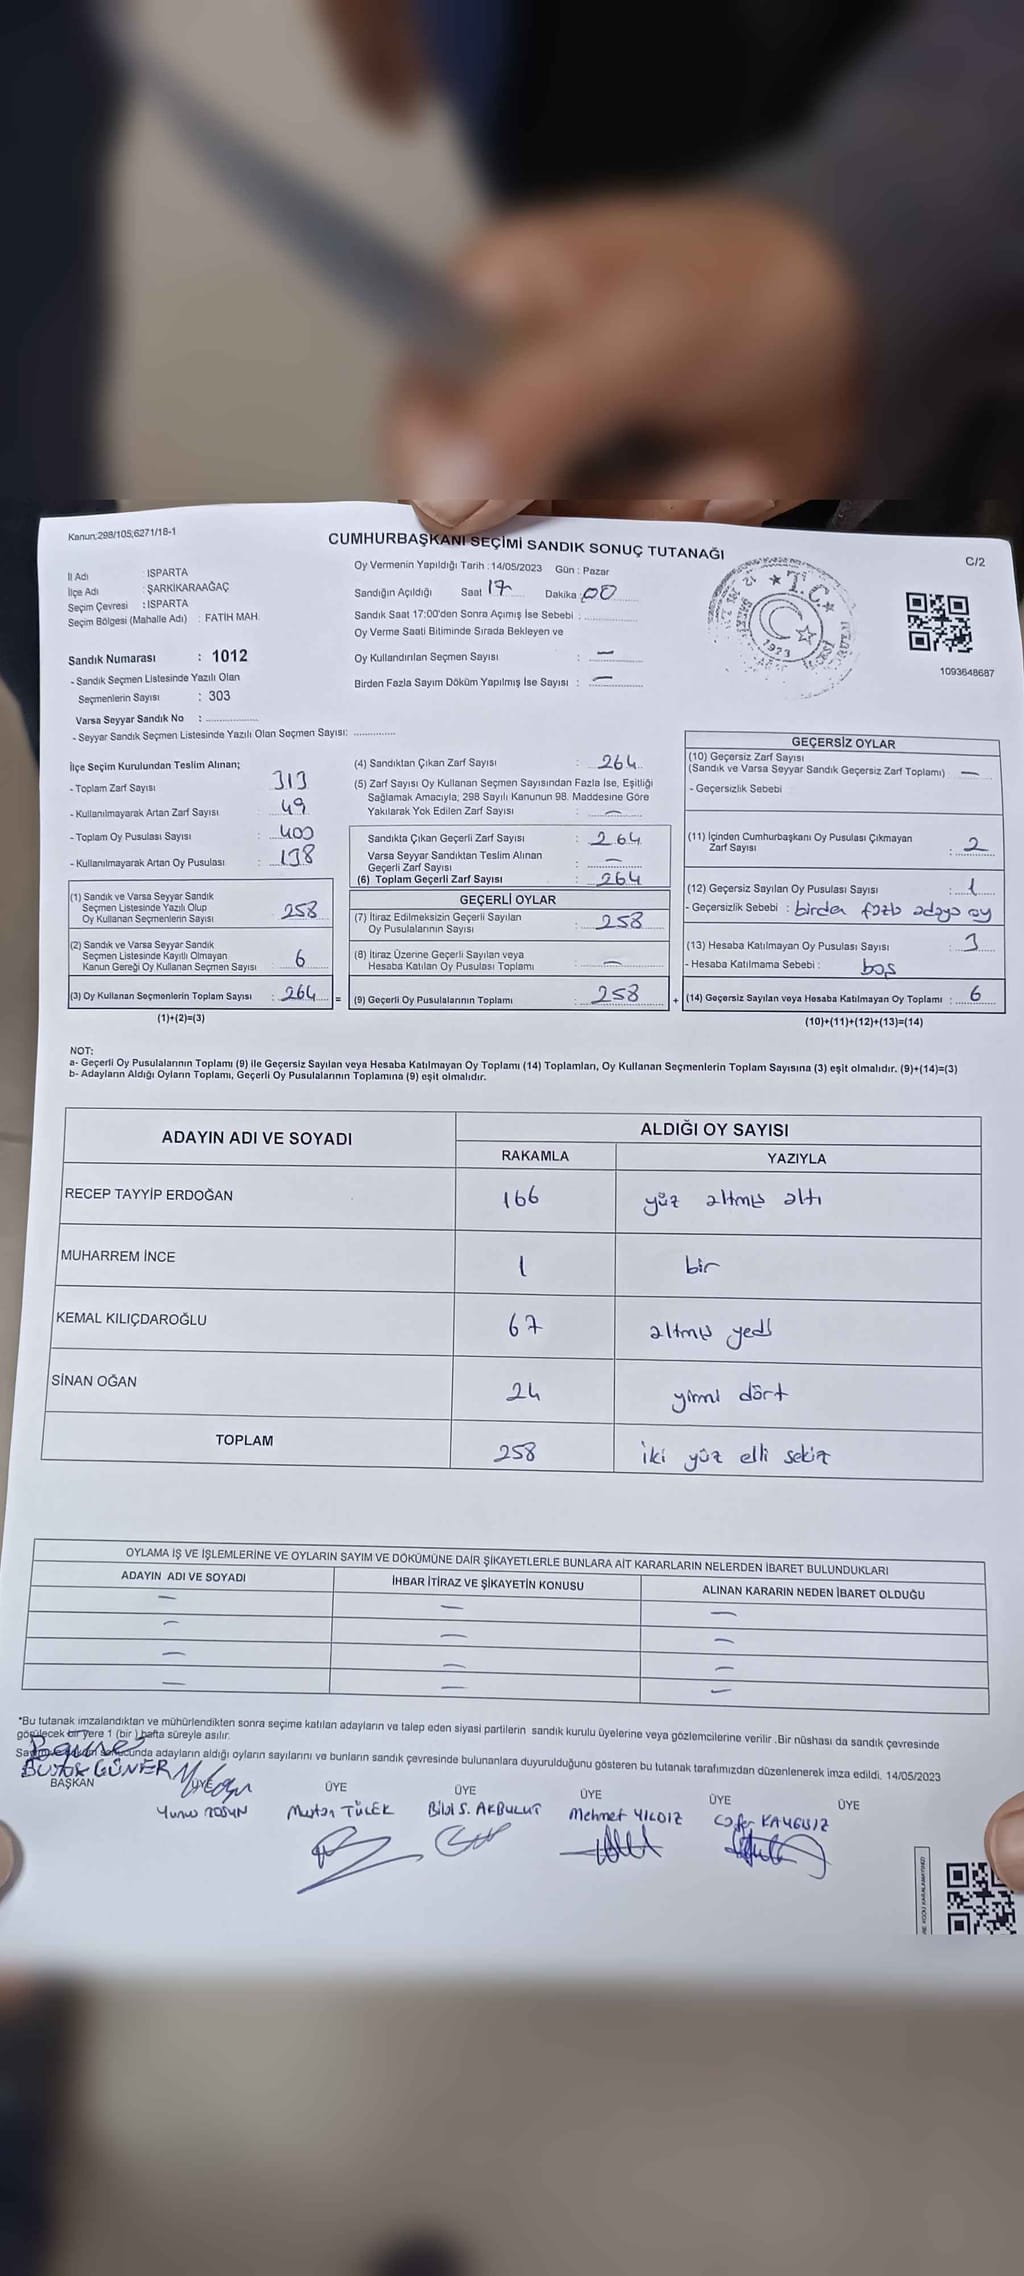 Kanun;298/105;6271/18-1
CUMHURBAŞKANI SEÇİMİ SANDIK SONUÇ TUTANAĞI
C/2
İl Adı : ISPARTA
İlçe Adı : ŞARKİKARAAĞAÇ
Seçim Çevresi : ISPARTA
Seçim Bölgesi (Mahalle Adı) : FATİH MAH.
Sandık Numarası : 1012
- Sandık Seçmen Listesinde Yazılı Olan
Seçmenlerin Sayısı : 303
Varsa Seyyar Sandık No :
- Seyyar Sandık Seçmen Listesinde Yazılı Olan Seçmen Sayısı:
Oy Vermenin Yapıldığı Tarih : 14/05/2023 Gün : Pazar
Sandığın Açıldığı Saat 17 Dakika 00
Sandık Saat 17:00'den Sonra Açımış İse Sebebi :
Oy Verme Saati Bitiminde Sırada Bekleyen ve
Oy Kullandırılan Seçmen Sayısı : —
Birden Fazla Sayım Döküm Yapılmış İse Sayısı : —
T.C.
1923
1093648687
İlçe Seçim Kurulundan Teslim Alınan;
- Toplam Zarf Sayısı : 313
- Kullanılmayarak Artan Zarf Sayısı : 49
- Toplam Oy Pusulası Sayısı : 400
- Kullanılmayarak Artan Oy Pusulası : 138
(1) Sandık ve Varsa Seyyar Sandık
Seçmen Listesinde Yazılı Olup
Oy Kullanan Seçmenlerin Sayısı : 258
(2) Sandık ve Varsa Seyyar Sandık
Seçmen Listesinde Kayıtlı Olmayan
Kanun Gereği Oy Kullanan Seçmen Sayısı : 6
(3) Oy Kullanan Seçmenlerin Toplam Sayısı : 264 =
(1)+(2)=(3)
(4) Sandıktan Çıkan Zarf Sayısı : 264
(5) Zarf Sayısı Oy Kullanan Seçmen Sayısından Fazla İse, Eşitliği
Sağlamak Amacıyla; 298 Sayılı Kanunun 98. Maddesine Göre
Yakılarak Yok Edilen Zarf Sayısı : —
Sandıkta Çıkan Geçerli Zarf Sayısı : 264
Varsa Seyyar Sandıktan Teslim Alınan
Geçerli Zarf Sayısı : —
(6) Toplam Geçerli Zarf Sayısı : 264
GEÇERLİ OYLAR
(7) İtiraz Edilmeksizin Geçerli Sayılan
Oy Pusulalarının Sayısı : 258
(8) İtiraz Üzerine Geçerli Sayılan veya
Hesaba Katılan Oy Pusulası Toplamı : —
(9) Geçerli Oy Pusulalarının Toplamı : 258 +
GEÇERSİZ OYLAR
(10) Geçersiz Zarf Sayısı
(Sandık ve Varsa Seyyar Sandık Geçersiz Zarf Toplamı) —
- Geçersizlik Sebebi :
(11) İçinden Cumhurbaşkanı Oy Pusulası Çıkmayan
Zarf Sayısı : 2
(12) Geçersiz Sayılan Oy Pusulası Sayısı : 1
- Geçersizlik Sebebi : birden fazla adaya oy
(13) Hesaba Katılmayan Oy Pusulası Sayısı : 3
- Hesaba Katılmama Sebebi : boş
(14) Geçersiz Sayılan veya Hesaba Katılmayan Oy Toplamı : 6
(10)+(11)+(12)+(13)=(14)
NOT:
a- Geçerli Oy Pusulalarının Toplamı (9) ile Geçersiz Sayılan veya Hesaba Katılmayan Oy Toplamı (14) Toplamları, Oy Kullanan Seçmenlerin Toplam Sayısına (3) eşit olmalıdır. (9)+(14)=(3)
b- Adayların Aldığı Oyların Toplamı, Geçerli Oy Pusulalarının Toplamına (9) eşit olmalıdır.
ADAYIN ADI VE SOYADI
ALDIĞI OY SAYISI
RAKAMLA YAZIYLA
RECEP TAYYİP ERDOĞAN 166 yüz altmış altı
MUHARREM İNCE 1 bir
KEMAL KILIÇDAROĞLU 67 altmış yedi
SİNAN OĞAN 24 yirmi dört
TOPLAM 258 iki yüz elli sekiz
OYLAMA İŞ VE İŞLEMLERİNE VE OYLARIN SAYIM VE DÖKÜMÜNE DAİR ŞİKAYETLERLE BUNLARA AİT KARARLARIN NELERDEN İBARET BULUNDUKLARI
ADAYIN ADI VE SOYADI İHBAR İTİRAZ VE ŞİKAYETİN KONUSU ALINAN KARARIN NEDEN İBARET OLDUĞU
— — —
— — —
— — —
— — —
*Bu tutanak imzalandıktan ve mühürlendikten sonra seçime katılan adayların ve talep eden siyasi partilerin sandık kurulu üyelerine veya gözlemcilerine verilir .Bir nüshası da sandık çevresinde
görülecek bir yere 1 (bir ) hafta süreyle asılır.
sonucunda adayların aldığı oyların sayılarını ve bunların sandık çevresinde bulunanlara duyurulduğunu gösteren bu tutanak tarafımızdan düzenlenerek imza edildi. 14/05/2023
GÜNER
BAŞKAN ÜYE ÜYE ÜYE ÜYE ÜYE ÜYE
Yunus TOSUN TÜLEK Bilal S. AKBULUT Mehmet YILDIZ Cafer KAYGISIZ